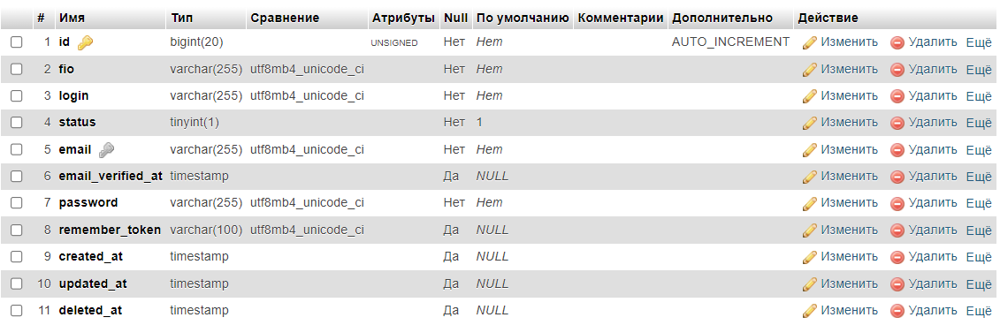 # Имя Тип Сравнение Атрибуты Null По умолчанию Комментарии Дополнительно Действие
1 id bigint(20) UNSIGNED Нет Нет AUTO_INCREMENT Изменить Удалить Ещё
2 fio varchar(255) utf8mb4_unicode_ci Нет Нет Изменить Удалить Ещё
3 login varchar(255) utf8mb4_unicode_ci Нет Нет Изменить Удалить Ещё
4 status tinyint(1) Нет 1 Изменить Удалить Ещё
5 email varchar(255) utf8mb4_unicode_ci Нет Нет Изменить Удалить Ещё
6 email_verified_at timestamp Да NULL Изменить Удалить Ещё
7 password varchar(255) utf8mb4_unicode_ci Нет Нет Изменить Удалить Ещё
8 remember_token varchar(100) utf8mb4_unicode_ci Да NULL Изменить Удалить Ещё
9 created_at timestamp Да NULL Изменить Удалить Ещё
10 updated_at timestamp Да NULL Изменить Удалить Ещё
11 deleted_at timestamp Да NULL Изменить Удалить Ещё